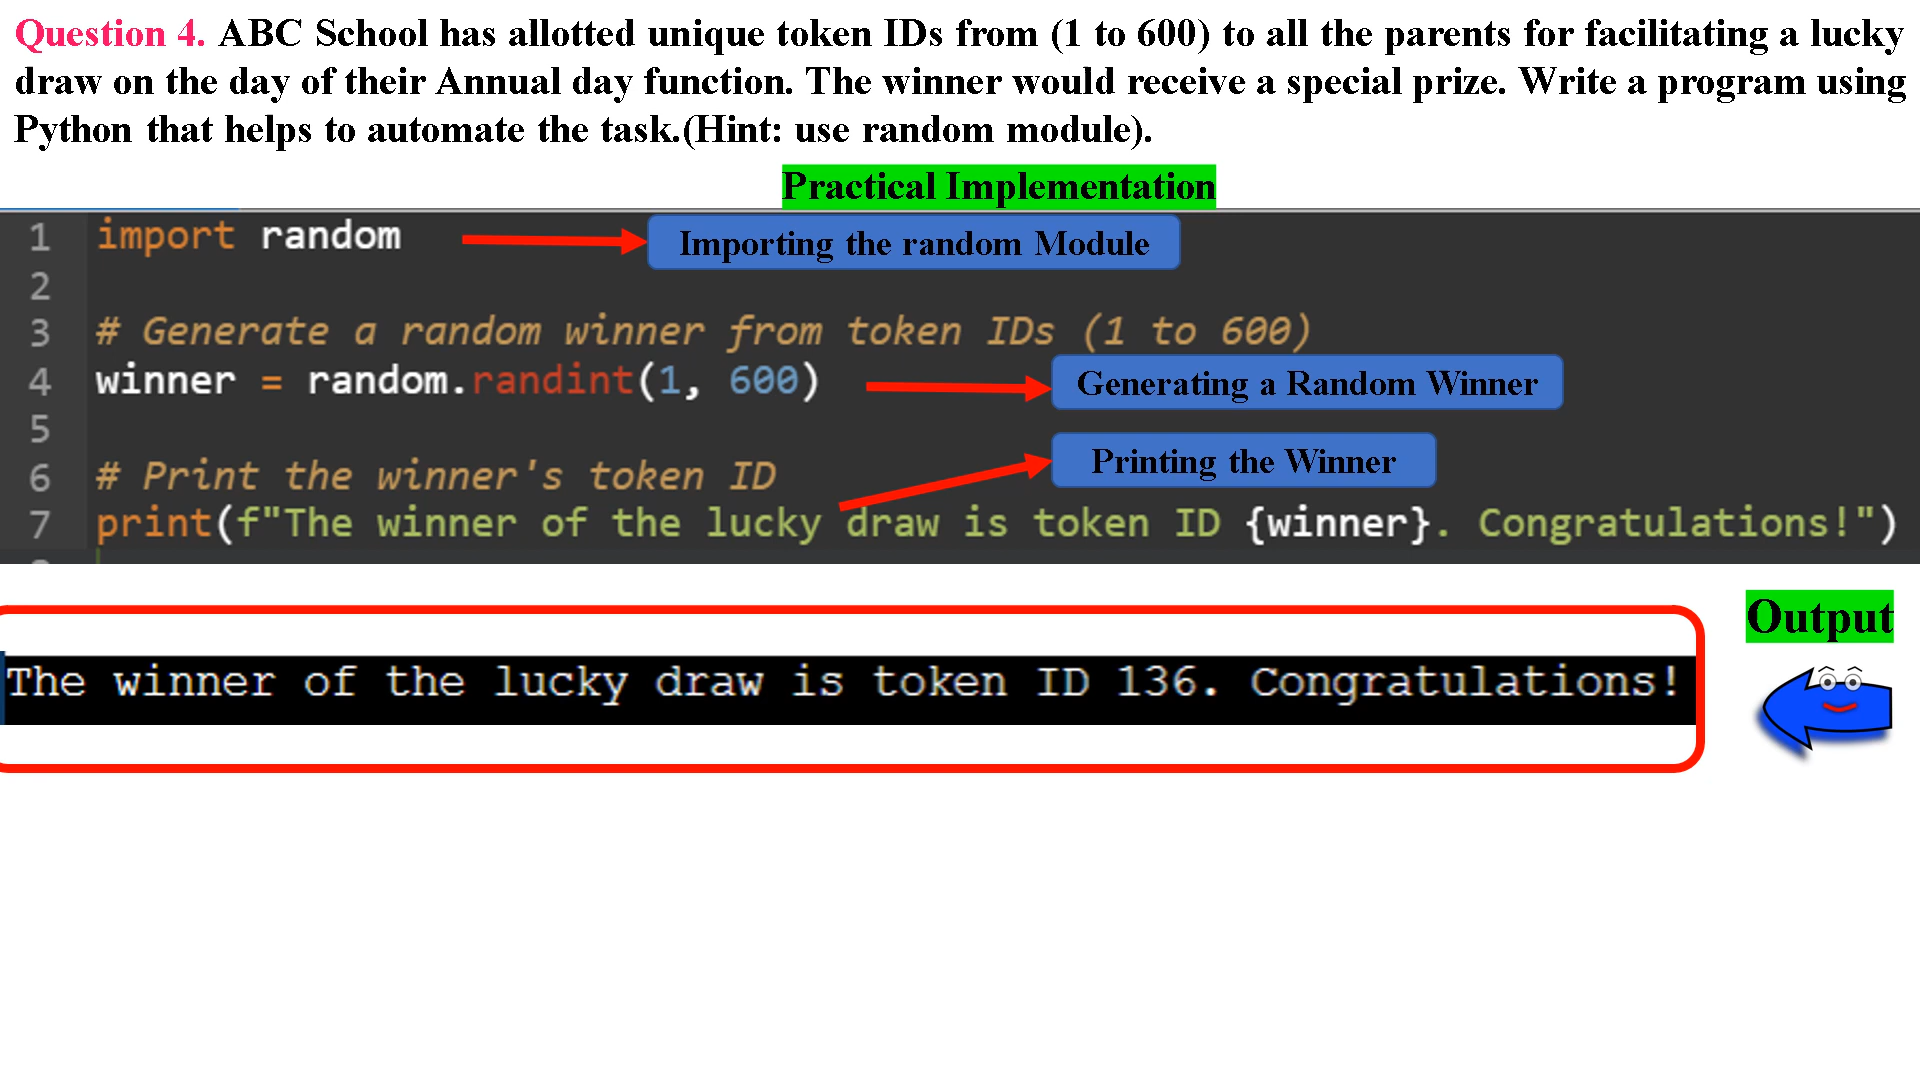 Question 4. ABC School has allotted unique token IDs from (1 to 600) to all the parents for facilitating a lucky
draw on the day of their Annual day function. The winner would receive a special prize. Write a program using
Python that helps to automate the task.(Hint: use random module).
Practical Implementation
1 import random
Importing the random Module
2
3 # Generate a random winner from token IDs (1 to 600)
4 winner = random.randint(1, 600)
Generating a Random Winner
5
Printing the Winner
6 # Print the winner's token ID
7 print(f"The winner of the lucky draw is token ID {winner}. Congratulations!")
Output
The winner of the lucky draw is token ID 136. Congratulations!